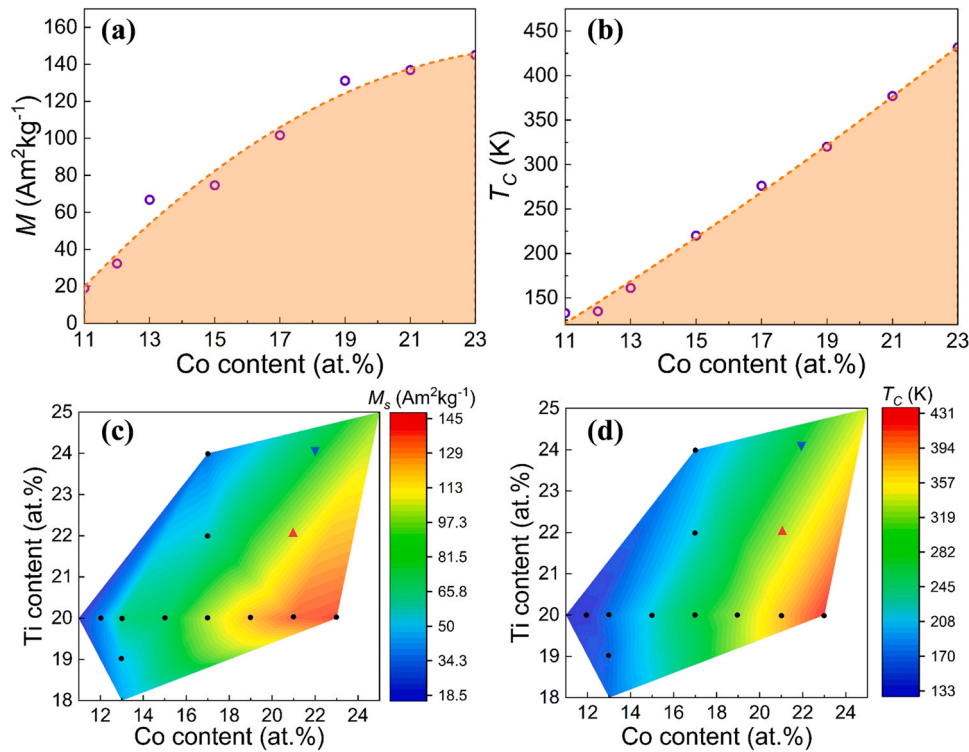 (a)
160
140
120
100
80
60
40
20
0
M (Am²kg⁻¹)
11 13 15 17 19 21 23
Co content (at.%)
(b)
450
400
350
300
250
200
150
T_C (K)
11 13 15 17 19 21 23
Co content (at.%)
(c)
25
24
23
22
21
20
19
18
Ti content (at.%)
12 14 16 18 20 22 24
Co content (at.%)
M_s (Am²kg⁻¹)
145
129
113
97.3
81.5
65.8
50
34.3
18.5
(d)
25
24
23
22
21
20
19
18
Ti content (at.%)
12 14 16 18 20 22 24
Co content (at.%)
T_C (K)
431
394
357
319
282
245
208
170
133